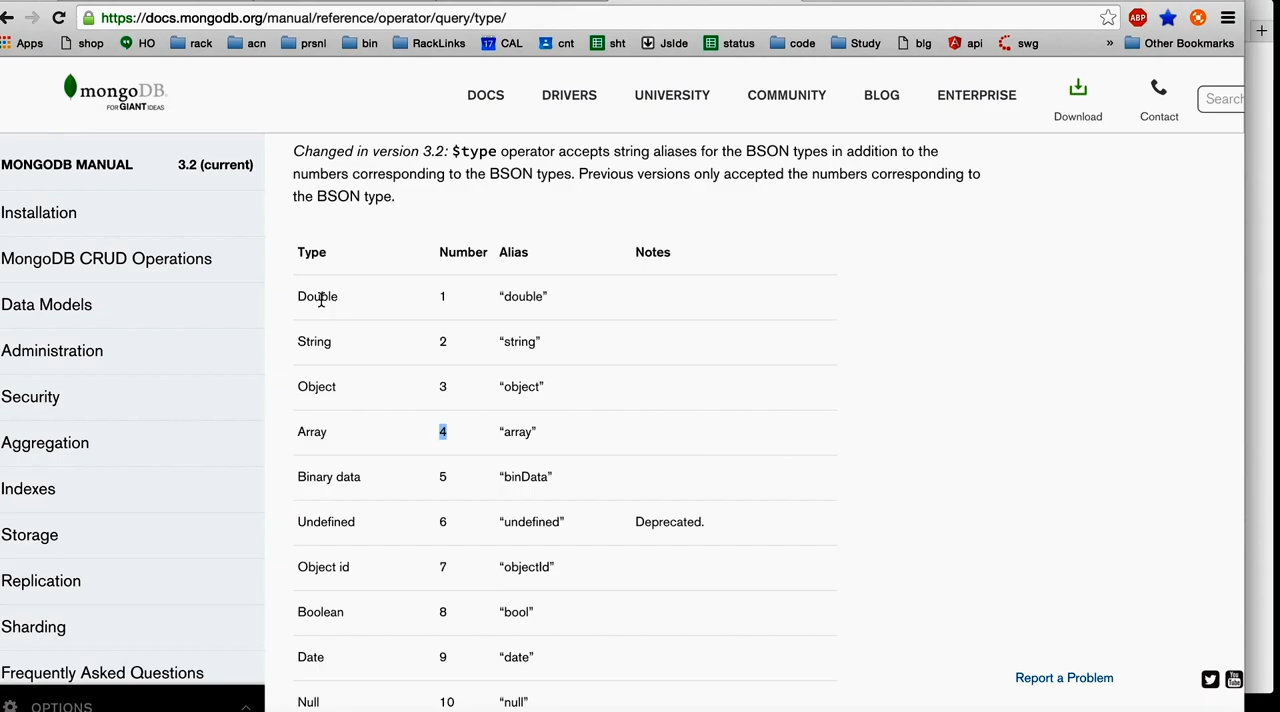 https://docs.mongodb.org/manual/reference/operator/query/type/
ABP
Apps shop HO rack acn prsnl bin RackLinks 17 CAL cnt sht JsIde status code Study blg api swg » Other Bookmarks
mongoDB.
FOR GIANT IDEAS
DOCS DRIVERS UNIVERSITY COMMUNITY BLOG ENTERPRISE Download Contact Search
MONGODB MANUAL 3.2 (current)
Installation
MongoDB CRUD Operations
Data Models
Administration
Security
Aggregation
Indexes
Storage
Replication
Sharding
Frequently Asked Questions
OPTIONS
Changed in version 3.2: $type operator accepts string aliases for the BSON types in addition to the
numbers corresponding to the BSON types. Previous versions only accepted the numbers corresponding to
the BSON type.
Type Number Alias Notes
Double 1 “double”
String 2 “string”
Object 3 “object”
Array 4 “array”
Binary data 5 “binData”
Undefined 6 “undefined” Deprecated.
Object id 7 “objectId”
Boolean 8 “bool”
Date 9 “date”
Null 10 “null”
Report a Problem
You Tube